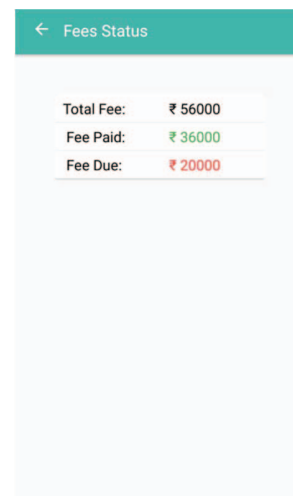 Fees Status
Total Fee: ₹ 56000
Fee Paid: ₹ 36000
Fee Due: ₹ 20000